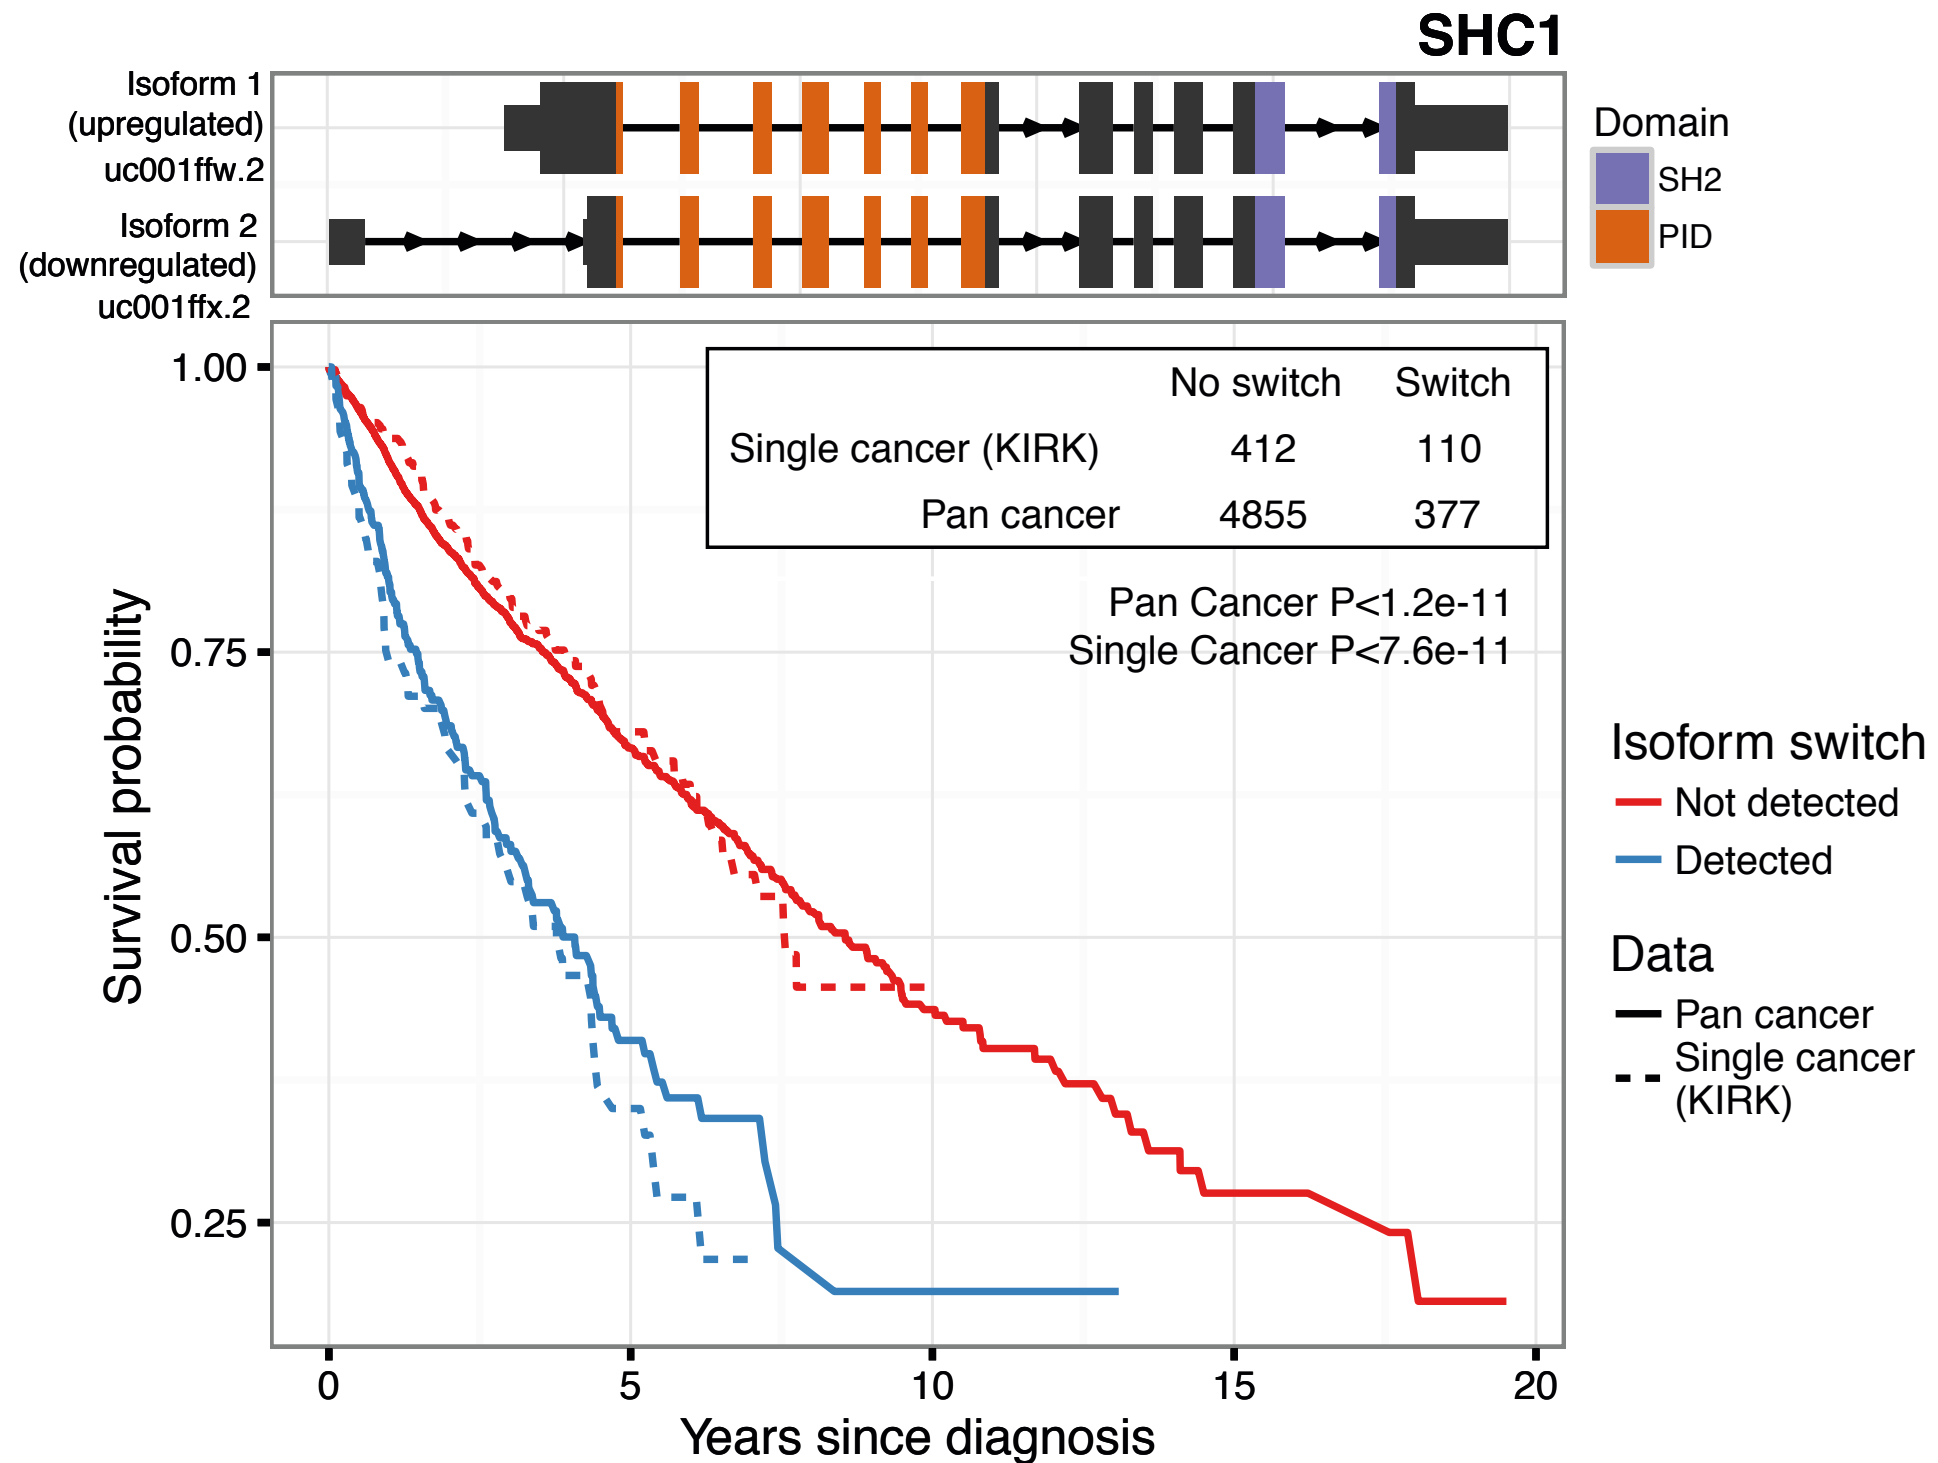 SHC1
Isoform 1
(upregulated)
uc001ffw.2
Isoform 2
(downregulated)
uc001ffx.2
Domain
SH2
PID
No switch Switch
Single cancer (KIRK) 412 110
Pan cancer 4855 377
Pan Cancer P<1.2e-11
Single Cancer P<7.6e-11
1.00
0.75
0.50
0.25
Survival probability
0 5 10 15 20
Years since diagnosis
Isoform switch
Not detected
Detected
Data
Pan cancer
Single cancer
(KIRK)